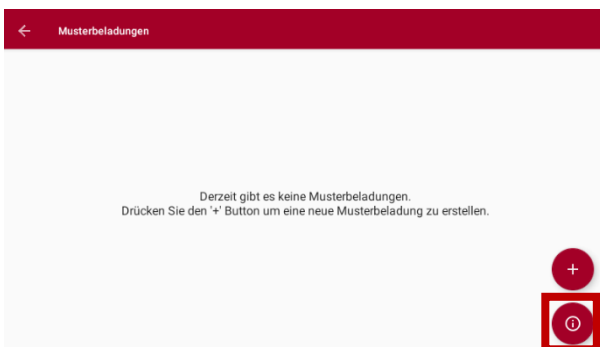 Musterbeladungen
Derzeit gibt es keine Musterbeladungen.
Drücken Sie den '+' Button um eine neue Musterbeladung zu erstellen.